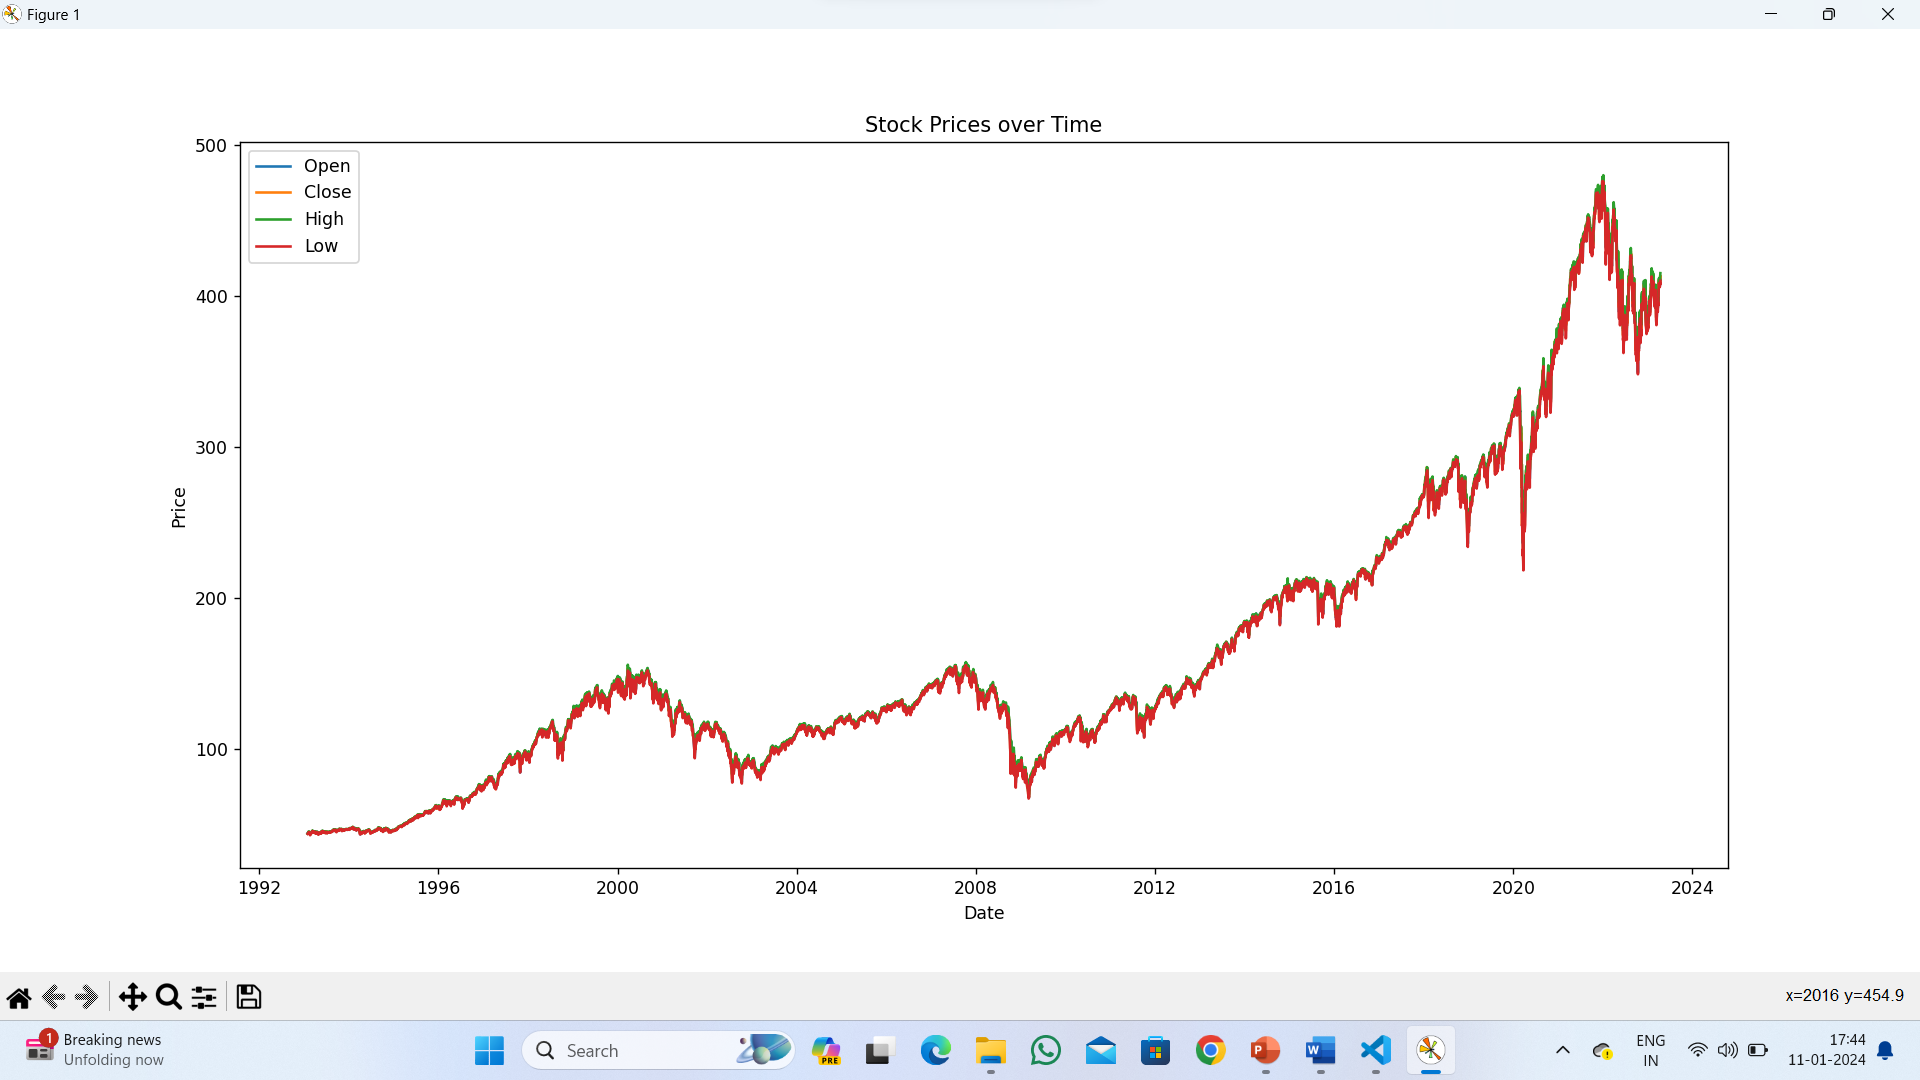 Figure 1
Stock Prices over Time
500
400
300
200
100
Price
Open
Close
High
Low
1992 1996 2000 2004 2008 2012 2016 2020 2024
Date
x=2016 y=454.9
1
Breaking news
Unfolding now
Search
PRE
P
W
ENG
IN
17:44
11-01-2024